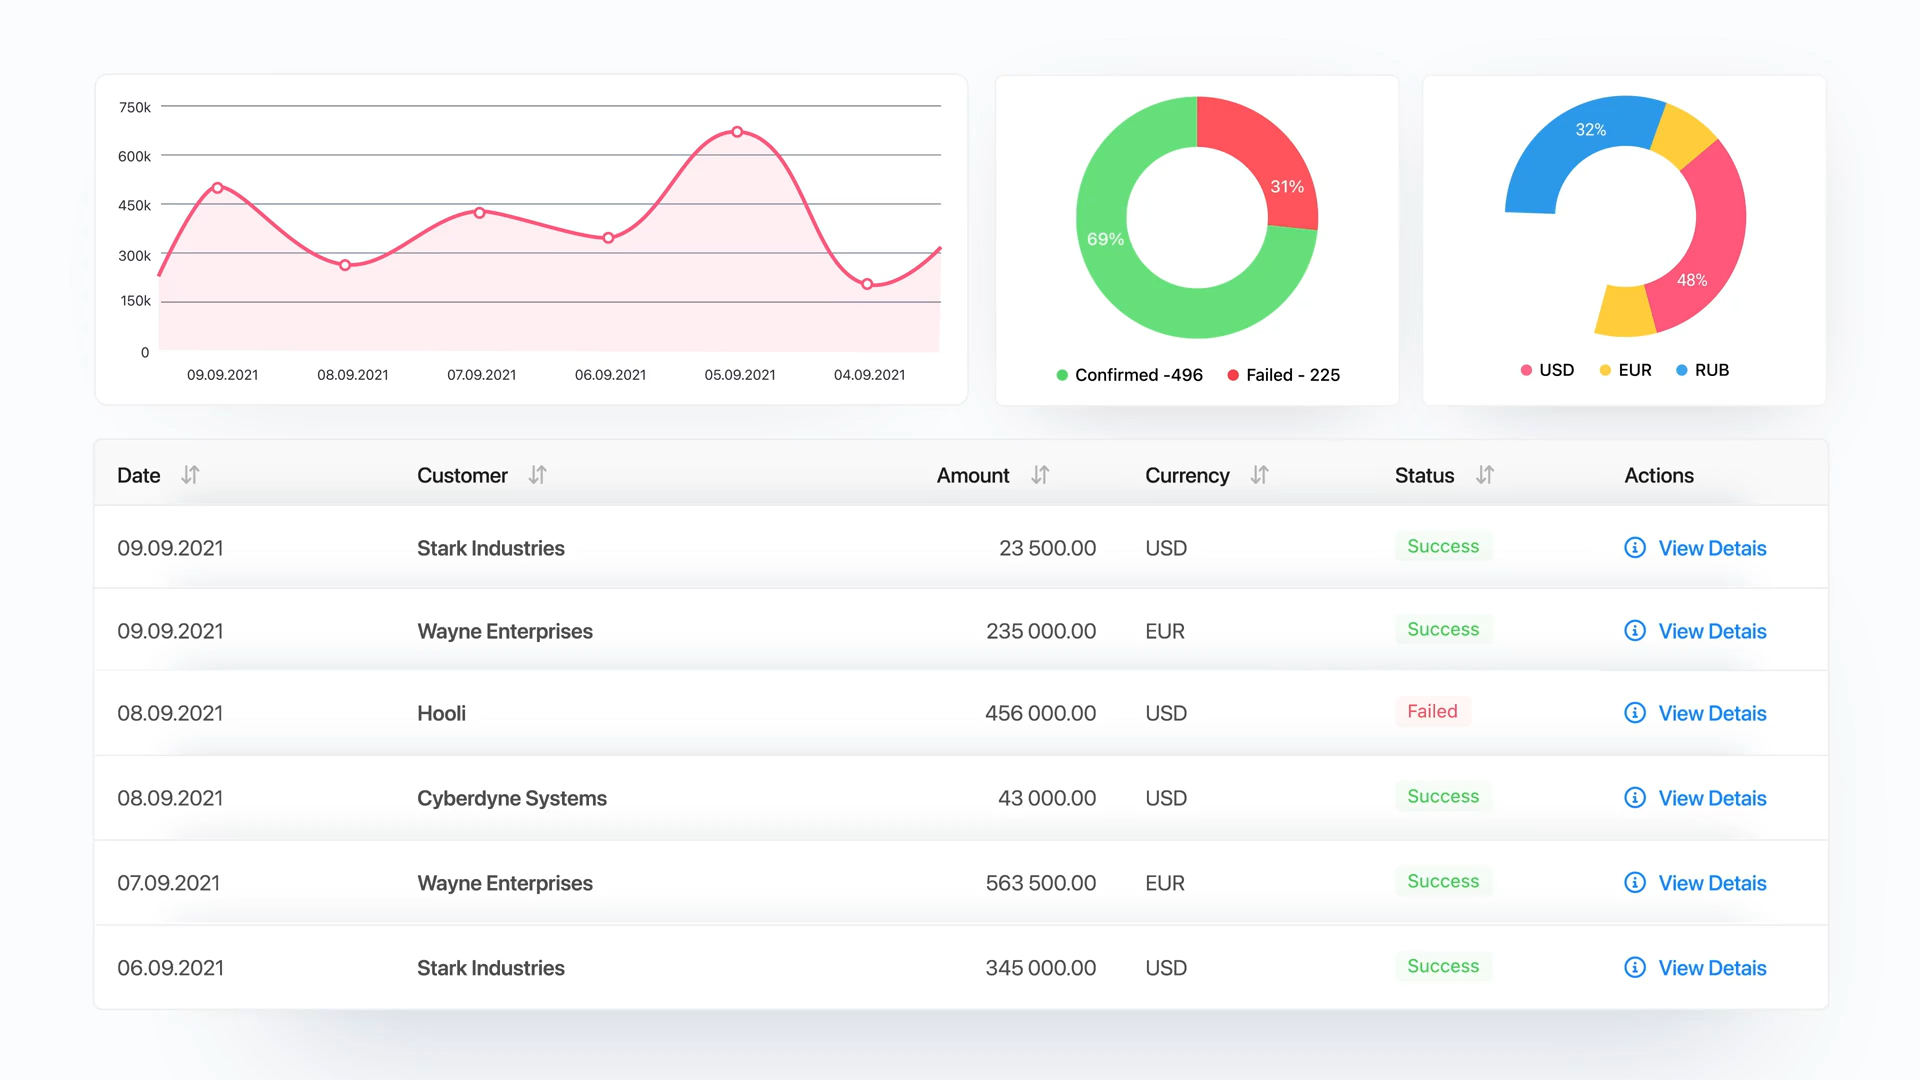 750k
600k
450k
300k
150k
0
09.09.2021 08.09.2021 07.09.2021 06.09.2021 05.09.2021 04.09.2021
31%
69%
Confirmed -496 Failed - 225
32%
48%
USD EUR RUB
Date Customer Amount Currency Status Actions
09.09.2021 Stark Industries 23 500.00 USD Success View Detais
09.09.2021 Wayne Enterprises 235 000.00 EUR Success View Detais
08.09.2021 Hooli 456 000.00 USD Failed View Detais
08.09.2021 Cyberdyne Systems 43 000.00 USD Success View Detais
07.09.2021 Wayne Enterprises 563 500.00 EUR Success View Detais
06.09.2021 Stark Industries 345 000.00 USD Success View Detais